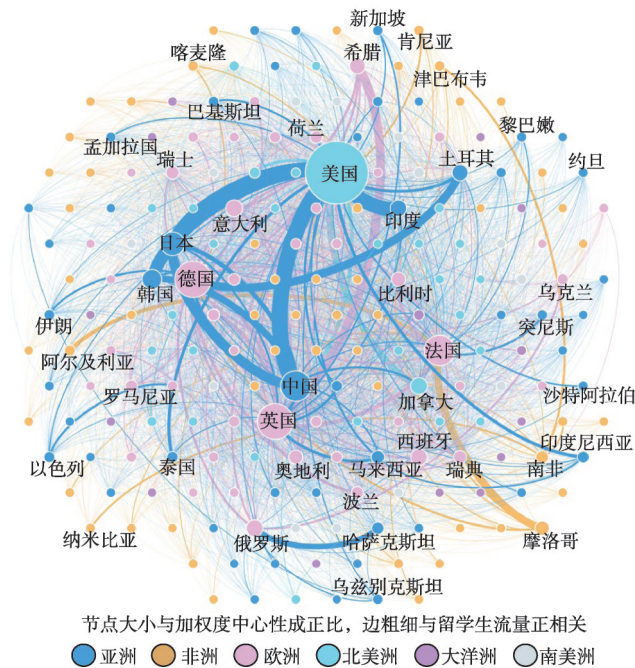 新加坡
希腊
肯尼亚
喀麦隆
津巴布韦
巴基斯坦
荷兰
黎巴嫩
孟加拉国
瑞士
美国
土耳其
约旦
意大利
印度
日本
德国
韩国
比利时
乌克兰
伊朗
突尼斯
阿尔及利亚
法国
罗马尼亚
中国
加拿大
沙特阿拉伯
英国
西班牙
印度尼西亚
以色列
泰国
奥地利
马来西亚
瑞典
南非
波兰
纳米比亚
俄罗斯
哈萨克斯坦
摩洛哥
乌兹别克斯坦
节点大小与加权度中心性成正比，边粗细与留学生流量正相关
亚洲 非洲 欧洲 北美洲 大洋洲 南美洲